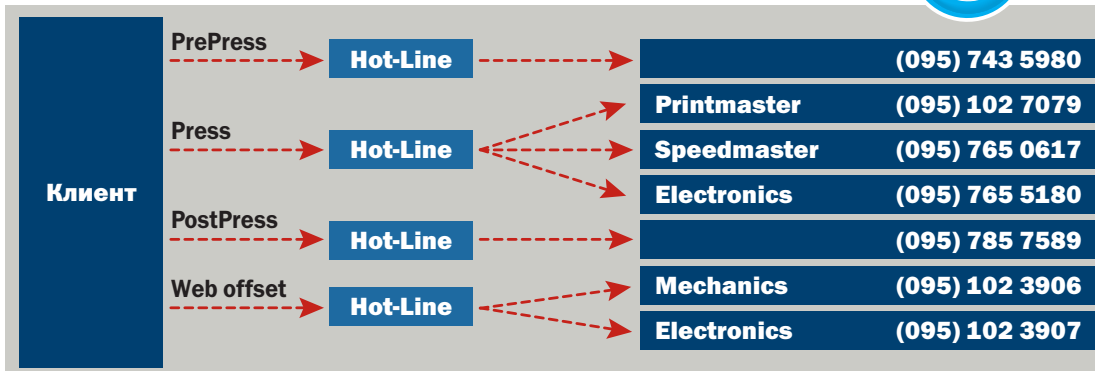 Клиент
PrePress
Hot-Line
(095) 743 5980
Press
Hot-Line
Printmaster (095) 102 7079
Speedmaster (095) 765 0617
Electronics (095) 765 5180
PostPress
Hot-Line
(095) 785 7589
Web offset
Hot-Line
Mechanics (095) 102 3906
Electronics (095) 102 3907